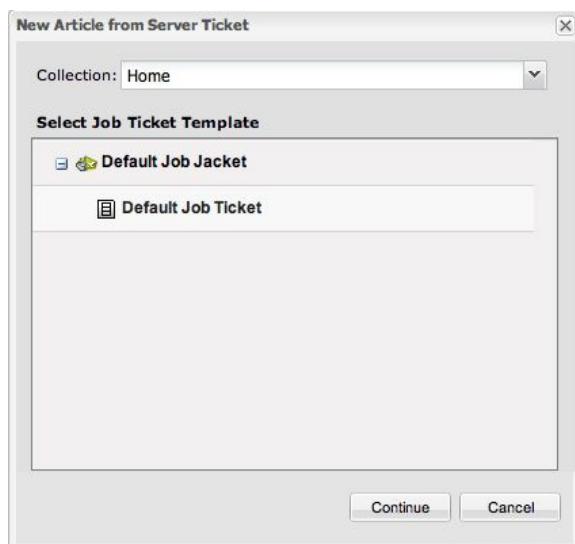 New Article from Server Ticket
Collection: Home
Select Job Ticket Template
Default Job Jacket
Default Job Ticket
Continue Cancel